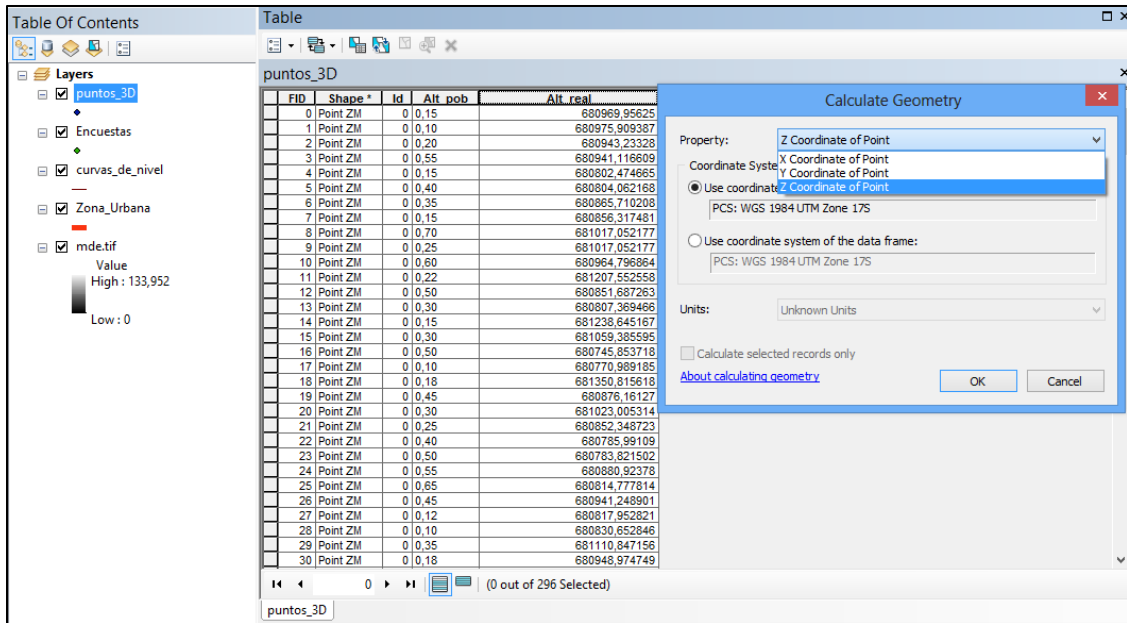 Table Of Contents
Layers
puntos_3D
Encuestas
curvas_de_nivel
Zona_Urbana
mde.tif
Value
High : 133,952
Low : 0
Table
puntos_3D
FID Shape * Id Alt_pob Alt_real
0 Point ZM 0 0,15 680969,95625
1 Point ZM 0 0,10 680975,909387
2 Point ZM 0 0,20 680943,23328
3 Point ZM 0 0,55 680941,116609
4 Point ZM 0 0,15 680802,474665
5 Point ZM 0 0,40 680804,062168
6 Point ZM 0 0,35 680865,710208
7 Point ZM 0 0,15 680856,317481
8 Point ZM 0 0,70 681017,052177
9 Point ZM 0 0,25 681017,052177
10 Point ZM 0 0,60 680964,796864
11 Point ZM 0 0,22 681207,552558
12 Point ZM 0 0,50 680851,687263
13 Point ZM 0 0,30 680807,369466
14 Point ZM 0 0,15 681238,645167
15 Point ZM 0 0,30 681059,385595
16 Point ZM 0 0,50 680745,853718
17 Point ZM 0 0,10 680770,989185
18 Point ZM 0 0,18 681350,815618
19 Point ZM 0 0,45 680876,16127
20 Point ZM 0 0,30 681023,005314
21 Point ZM 0 0,25 680852,348723
22 Point ZM 0 0,40 680785,99109
23 Point ZM 0 0,50 680783,821502
24 Point ZM 0 0,55 680880,92378
25 Point ZM 0 0,65 680814,777814
26 Point ZM 0 0,45 680941,248901
27 Point ZM 0 0,12 680817,952821
28 Point ZM 0 0,10 680830,652846
29 Point ZM 0 0,35 681110,847156
30 Point ZM 0 0,18 680948,974749
0 (0 out of 296 Selected)
puntos_3D
Calculate Geometry
Property: Z Coordinate of Point
X Coordinate of Point
Y Coordinate of Point
Z Coordinate of Point
Coordinate Syste
Use coordinate
PCS: WGS 1984 UTM Zone 17S
Use coordinate system of the data frame:
PCS: WGS 1984 UTM Zone 17S
Units: Unknown Units
Calculate selected records only
About calculating geometry
OK Cancel